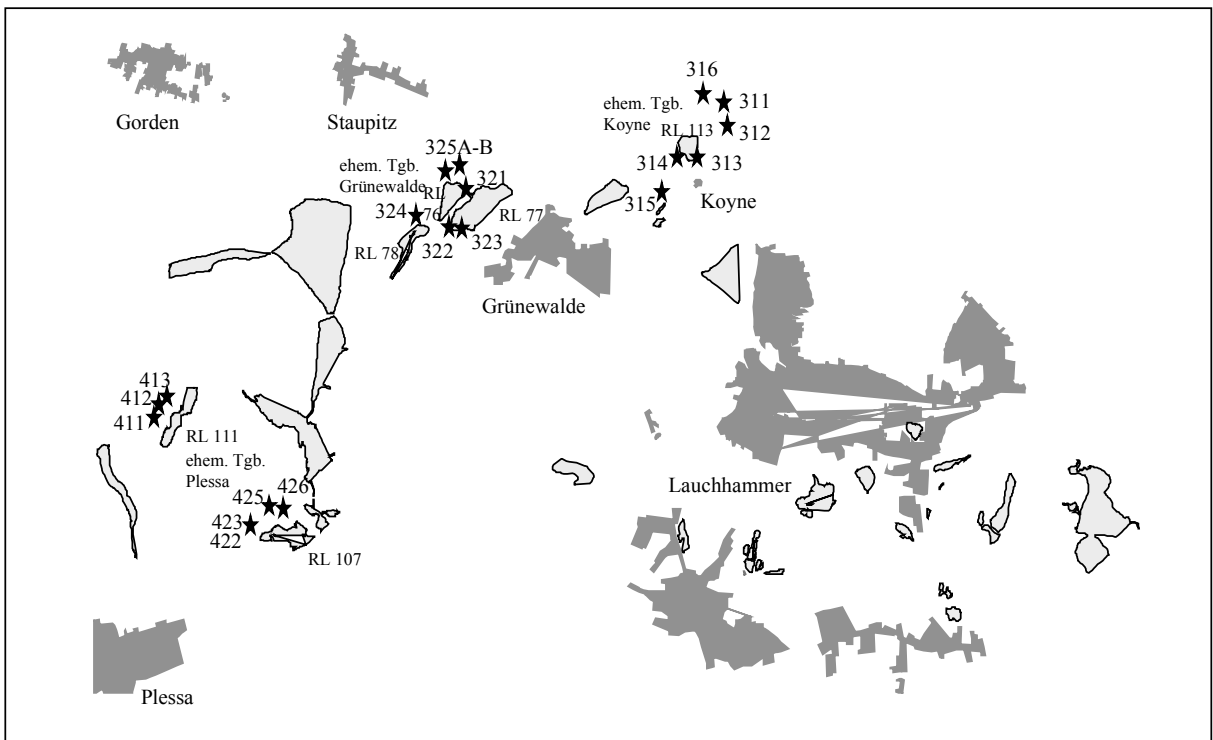 Gorden
Staupitz
316
311
ehem. Tgb.
Koyne
RL 113
312
314
313
315
Koyne
325A-B
ehem. Tgb.
Grünewalde
321
RL
76
324
RL 77
322
323
RL 78
Grünewalde
413
412
411
RL 111
ehem. Tgb.
Plessa
425
426
423
422
RL 107
Lauchhammer
Plessa